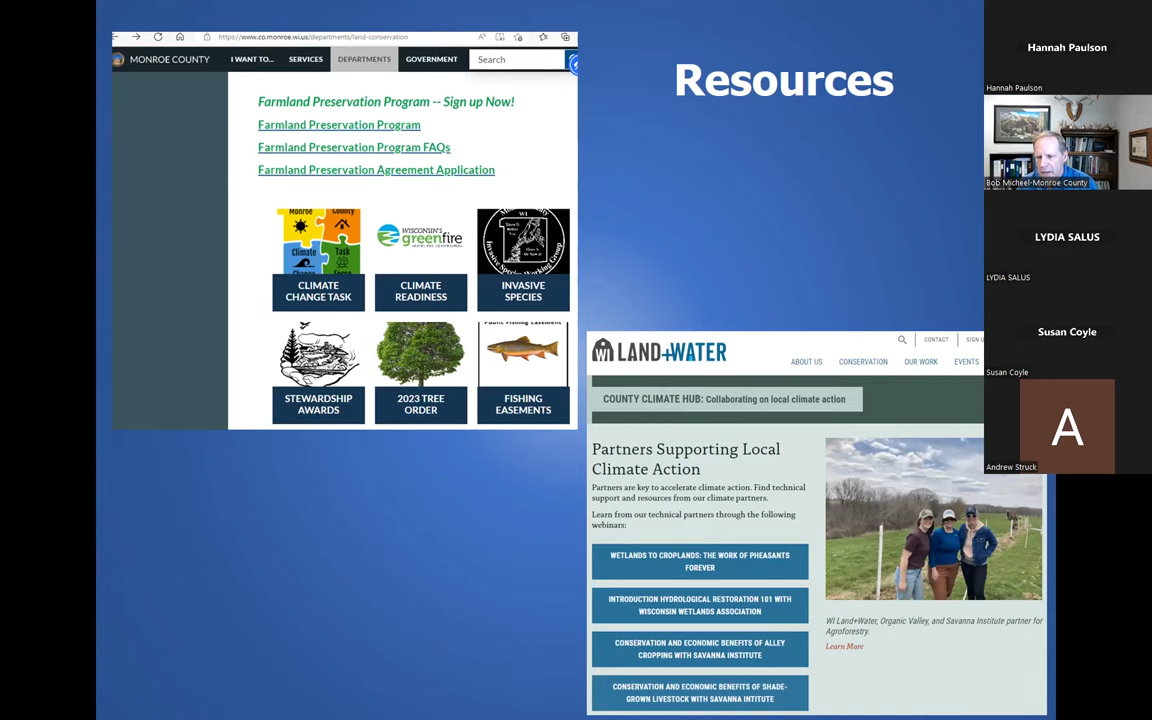 https://www.co.monroe.wi.us/departments/land-conservation
MONROE COUNTY
I WANT TO...
SERVICES
DEPARTMENTS
GOVERNMENT
Search
Farmland Preservation Program -- Sign up Now!
Farmland Preservation Program
Farmland Preservation Program FAQs
Farmland Preservation Agreement Application
Monroe County
Climate Task
Change Force
WISCONSIN'S
greenfire
WI
Invasive Species Working Group
CLIMATE
CHANGE TASK
CLIMATE
READINESS
INVASIVE
SPECIES
Public Fishing Easement
STEWARDSHIP
AWARDS
2023 TREE
ORDER
FISHING
EASEMENTS
Resources
WI LAND+WATER
CONTACT
SIGN U
ABOUT US
CONSERVATION
OUR WORK
EVENTS
COUNTY CLIMATE HUB: Collaborating on local climate action
Partners Supporting Local
Climate Action
Partners are key to accelerate climate action. Find technical
support and resources from our climate partners.
Learn from our technical partners through the following
webinars:
WETLANDS TO CROPLANDS: THE WORK OF PHEASANTS
FOREVER
INTRODUCTION HYDROLOGICAL RESTORATION 101 WITH
WISCONSIN WETLANDS ASSOCIATION
CONSERVATION AND ECONOMIC BENEFITS OF ALLEY
CROPPING WITH SAVANNA INSTITUTE
CONSERVATION AND ECONOMIC BENEFITS OF SHADE-
GROWN LIVESTOCK WITH SAVANNA INTITUTE
WI Land+Water, Organic Valley, and Savanna Institute partner for
Agroforestry.
Learn More
Hannah Paulson
Hannah Paulson
Bob Micheel-Monroe County
LYDIA SALUS
LYDIA SALUS
Susan Coyle
Susan Coyle
A
Andrew Struck